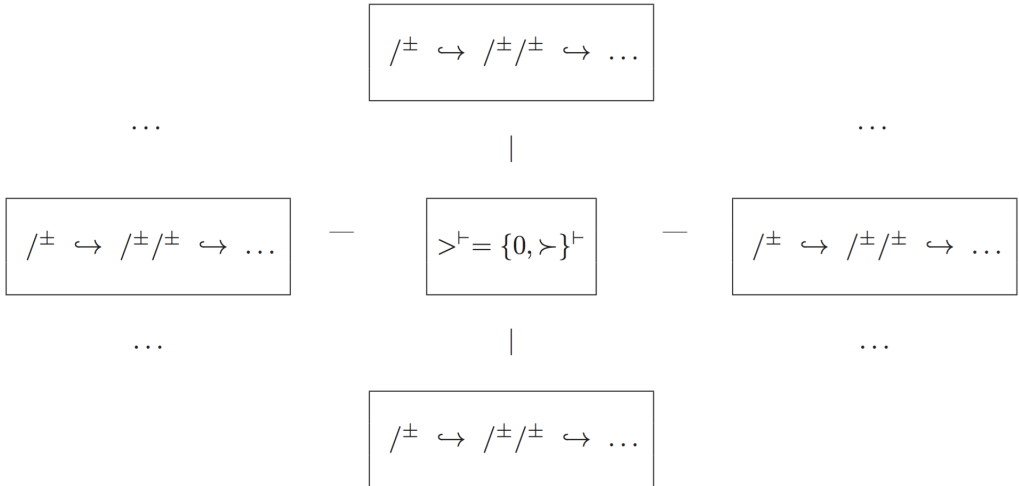 /± ↪ /±/± ↪ …
… …
|
/± ↪ /±/± ↪ … — >⊢= {0, ≻}⊢ — /± ↪ /±/± ↪ …
|
… …
/± ↪ /±/± ↪ …